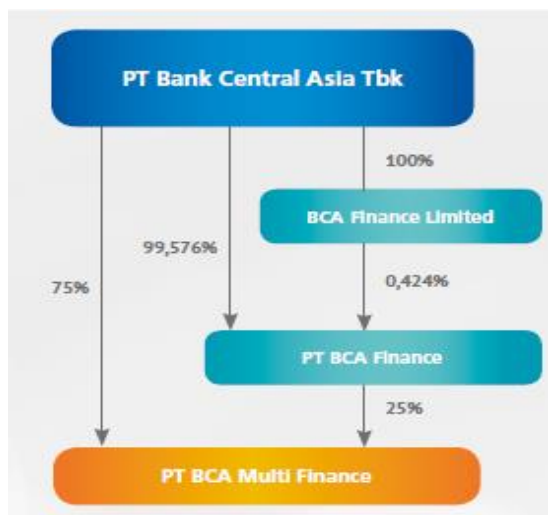 PT Bank Central Asia Tbk
100%
BCA Finance Limited
99,576%
0,424%
75%
PT BCA Finance
25%
PT BCA Multi Finance